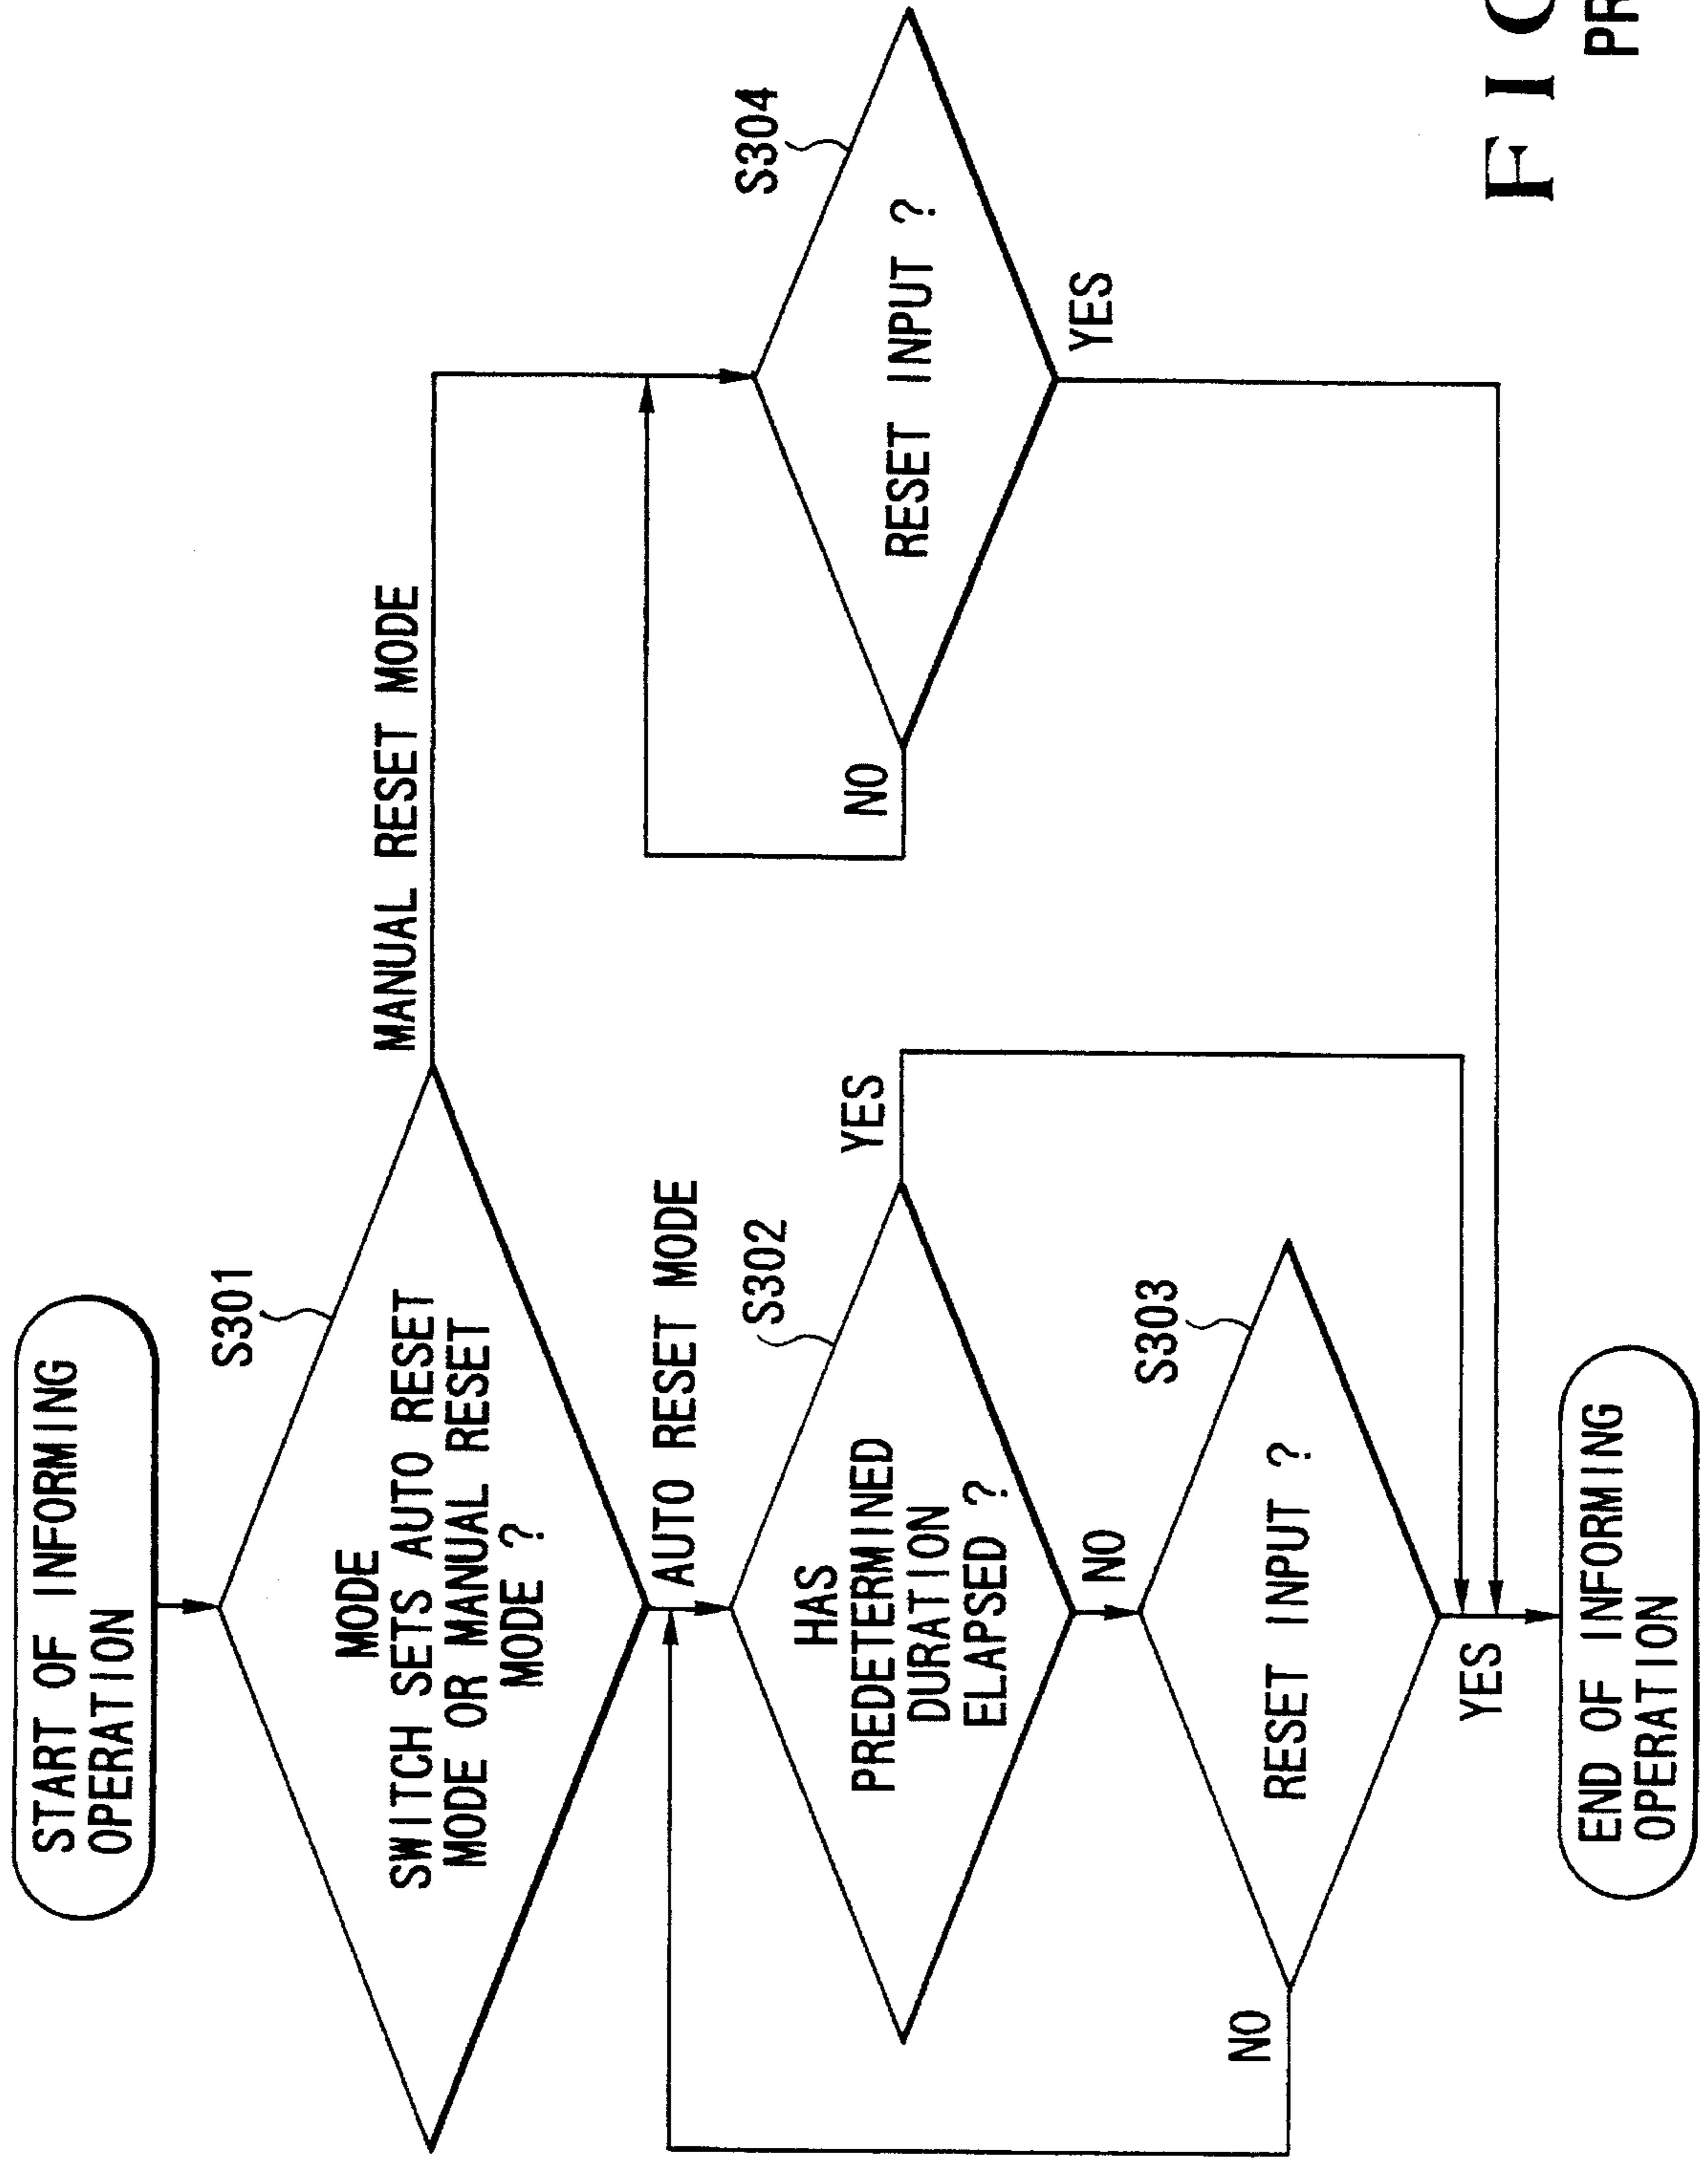 START OF INFORMING
OPERATION
S301
MODE
SWITCH SETS AUTO RESET
MODE OR MANUAL RESET
MODE ?
MANUAL RESET MODE
AUTO RESET MODE
S302
HAS
PREDETERMINED
DURATION
ELAPSED ?
YES
NO
S303
RESET INPUT ?
NO
YES
S304
RESET INPUT ?
NO
YES
END OF INFORMING
OPERATION